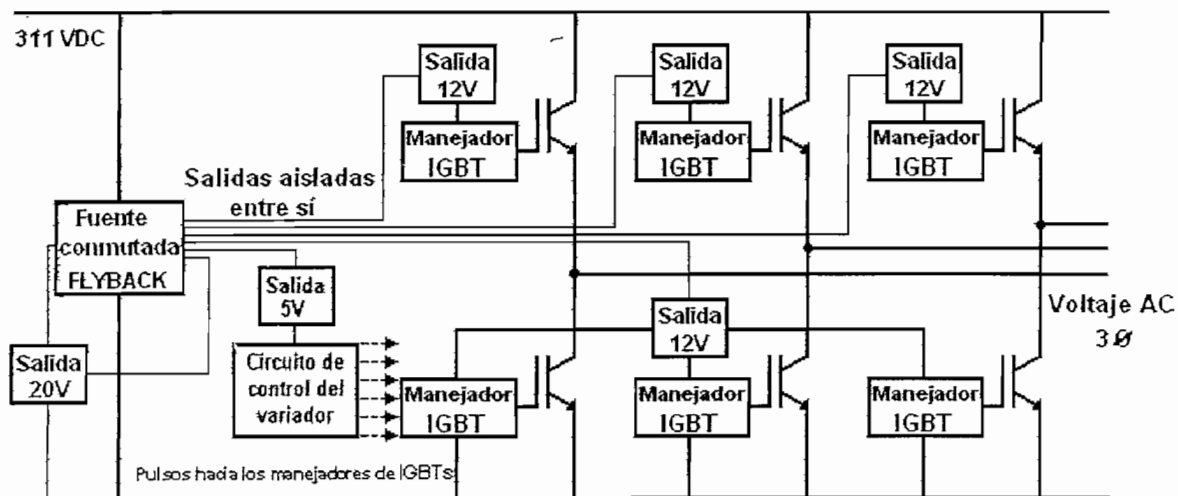 311 VDC
Salida
12V
Salida
12V
Salida
12V
Manejador
IGBT
Manejador
IGBT
Manejador
IGBT
Salidas aisladas
entre sí
Fuente
conmutada
FLYBACK
Salida
5V
Salida
12V
Voltaje AC
3Ø
Salida
20V
Circuito de
control del
variador
Manejador
IGBT
Manejador
IGBT
Manejador
IGBT
Pulsos hacia los manejadores de IGBTs